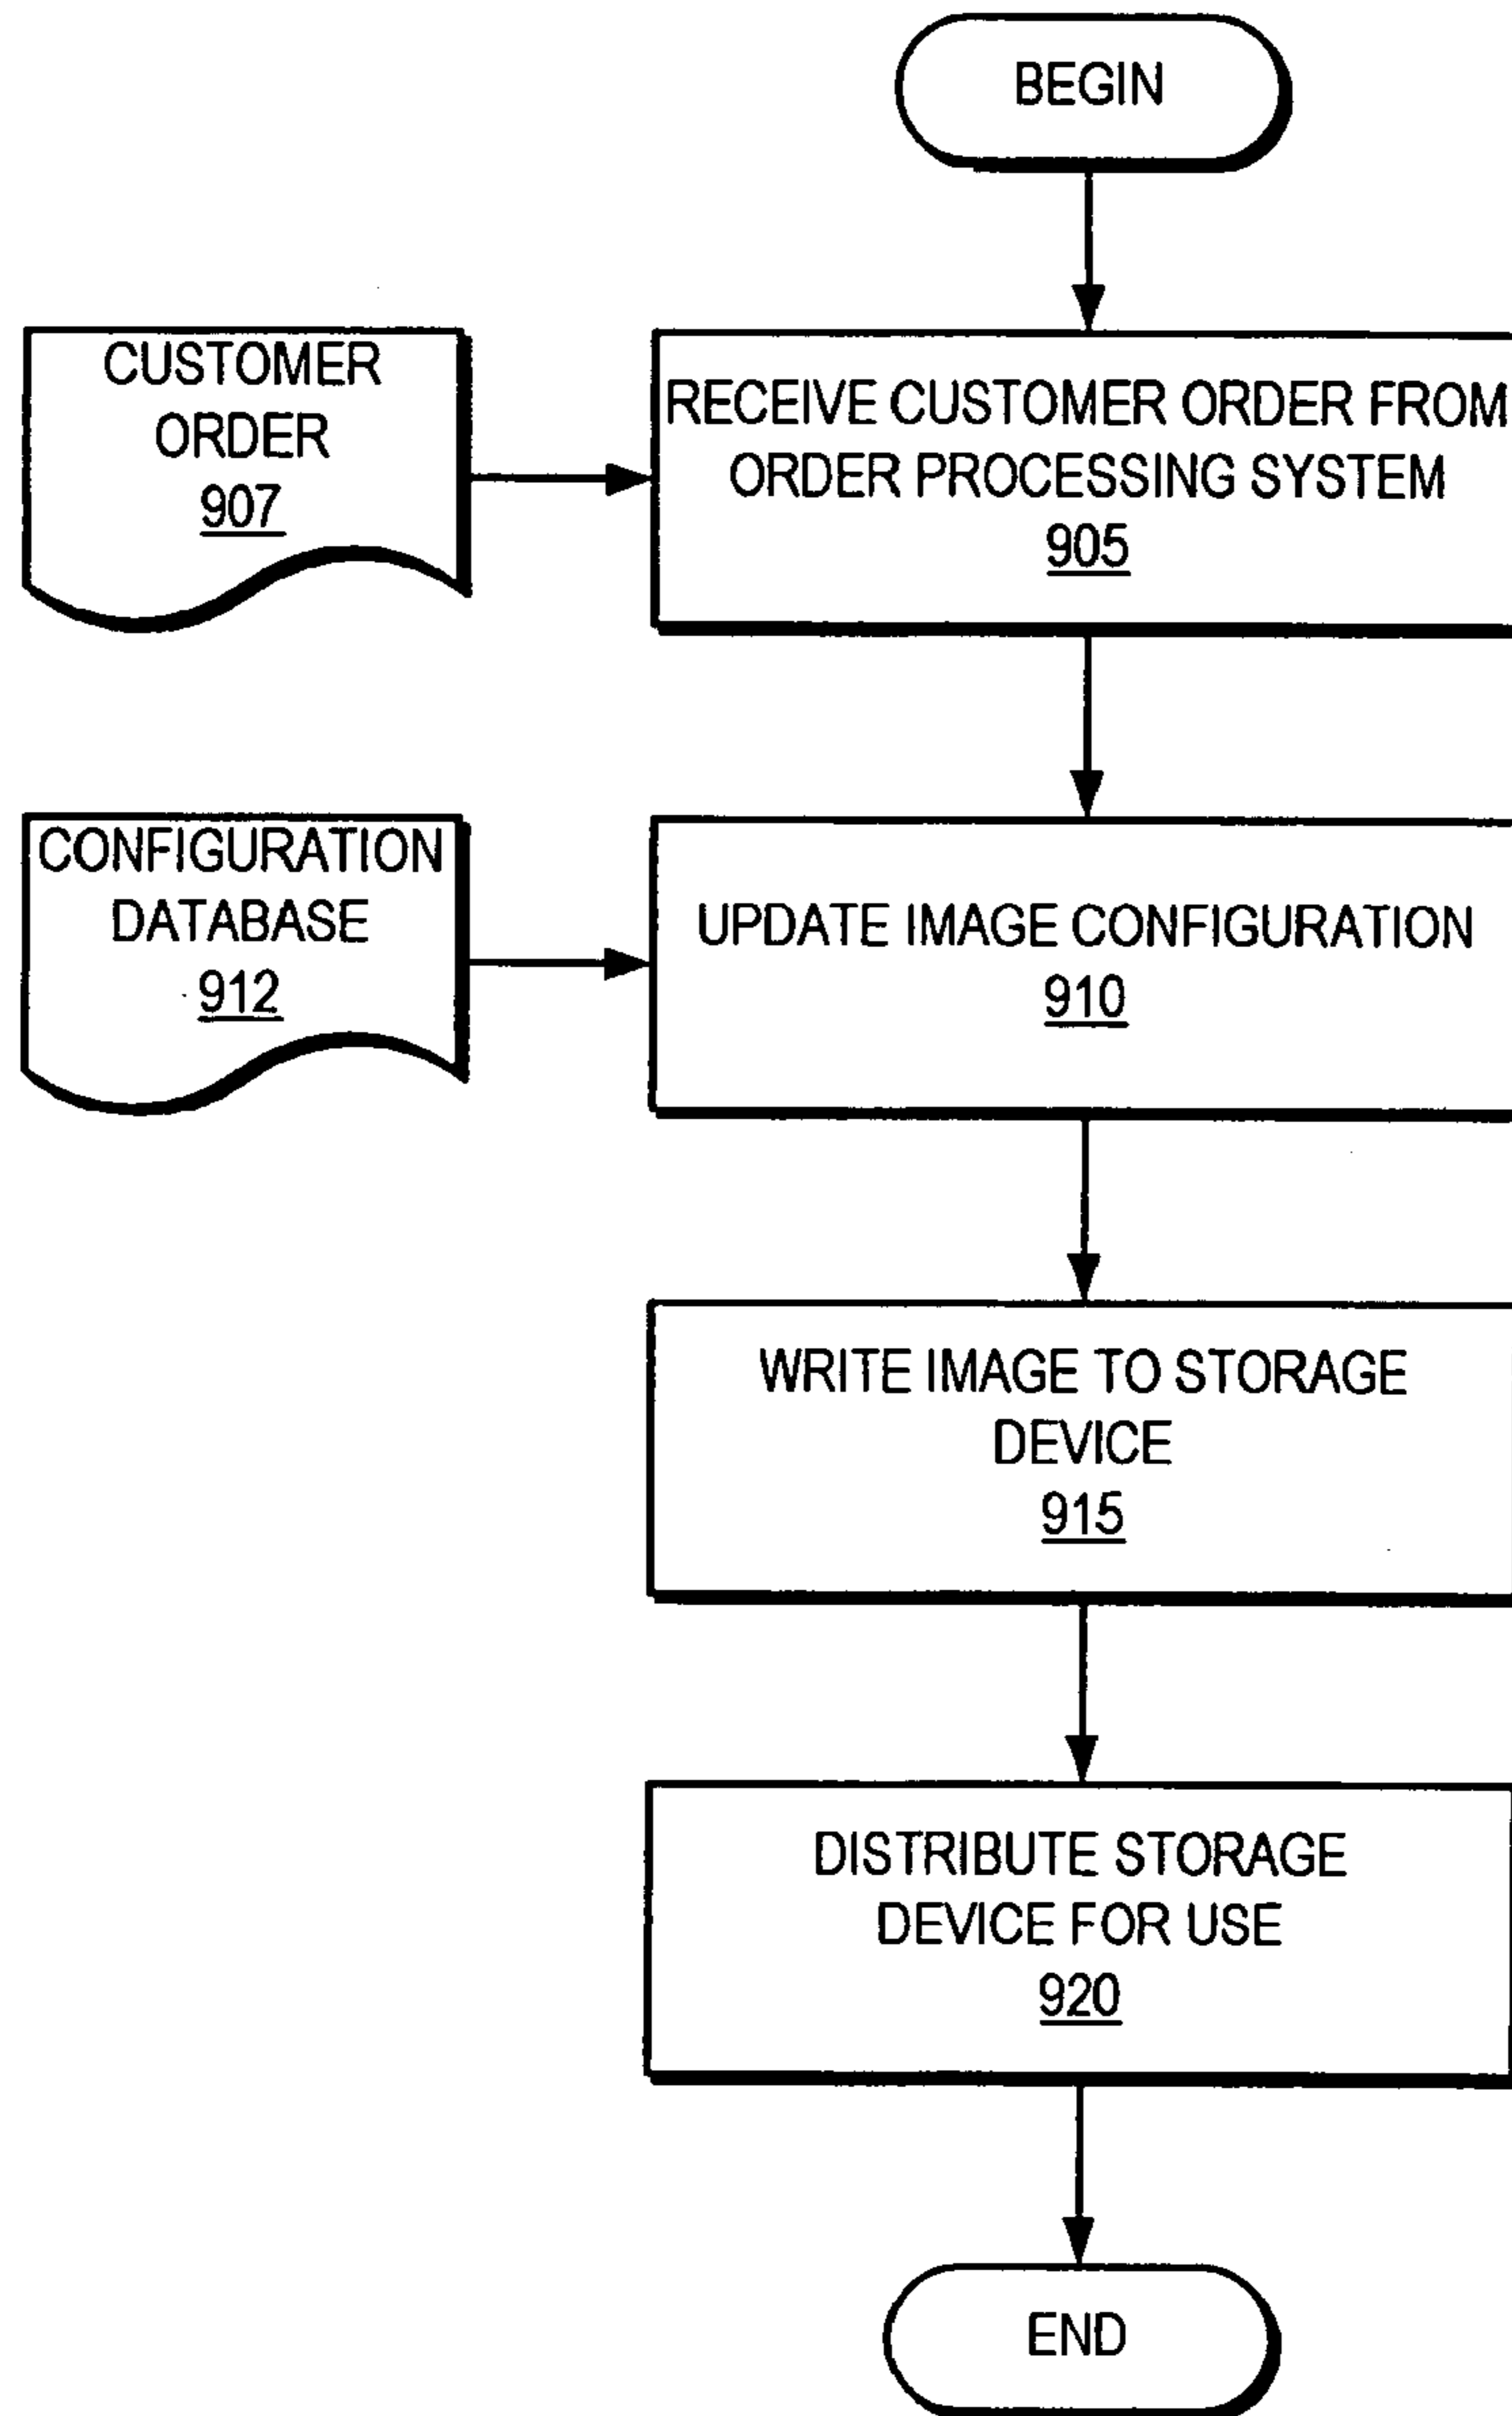 BEGIN
CUSTOMER
ORDER
907
RECEIVE CUSTOMER ORDER FROM
ORDER PROCESSING SYSTEM
905
CONFIGURATION
DATABASE
912
UPDATE IMAGE CONFIGURATION
910
WRITE IMAGE TO STORAGE
DEVICE
915
DISTRIBUTE STORAGE
DEVICE FOR USE
920
END